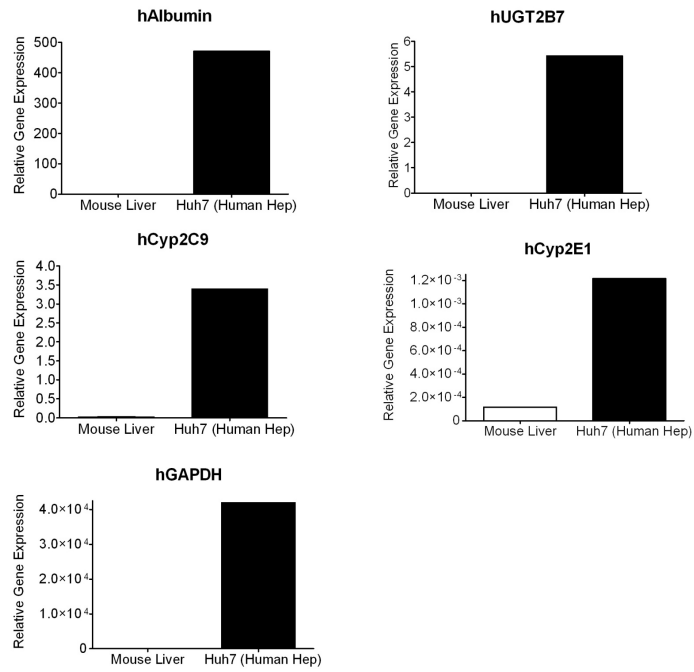 hAlbumin
Relative Gene Expression
500
400
300
200
100
0
Mouse Liver Huh7 (Human Hep)
hUGT2B7
Relative Gene Expression
6
5
4
3
2
1
0
Mouse Liver Huh7 (Human Hep)
hCyp2C9
Relative Gene Expression
4.0
3.5
3.0
2.5
2.0
1.5
1.0
0.5
0.0
Mouse Liver Huh7 (Human Hep)
hCyp2E1
Relative Gene Expression
1.2×10⁻³
1.0×10⁻³
8.0×10⁻⁴
6.0×10⁻⁴
4.0×10⁻⁴
2.0×10⁻⁴
0
Mouse Liver Huh7 (Human Hep)
hGAPDH
Relative Gene Expression
4.0×10⁴
3.0×10⁴
2.0×10⁴
1.0×10⁴
0
Mouse Liver Huh7 (Human Hep)